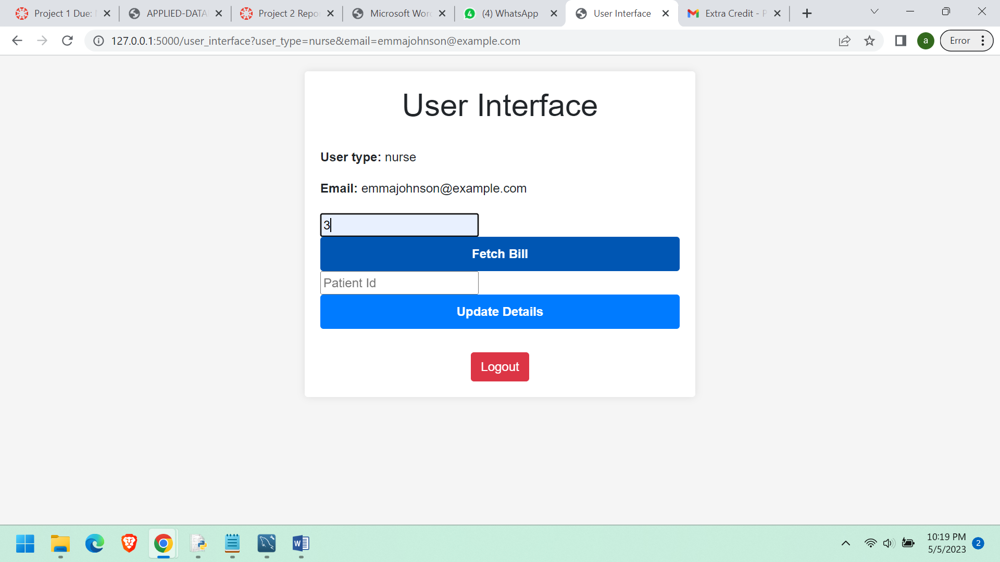 Project 1 Due:
APPLIED-DATA
Project 2 Repo
Microsoft Wor
(4) WhatsApp
User Interface
Extra Credit - P
127.0.0.1:5000/user_interface?user_type=nurse&email=emmajohnson@example.com
a
Error
User Interface
User type: nurse
Email: emmajohnson@example.com
3
Fetch Bill
Patient Id
Update Details
Logout
10:19 PM
5/5/2023
2